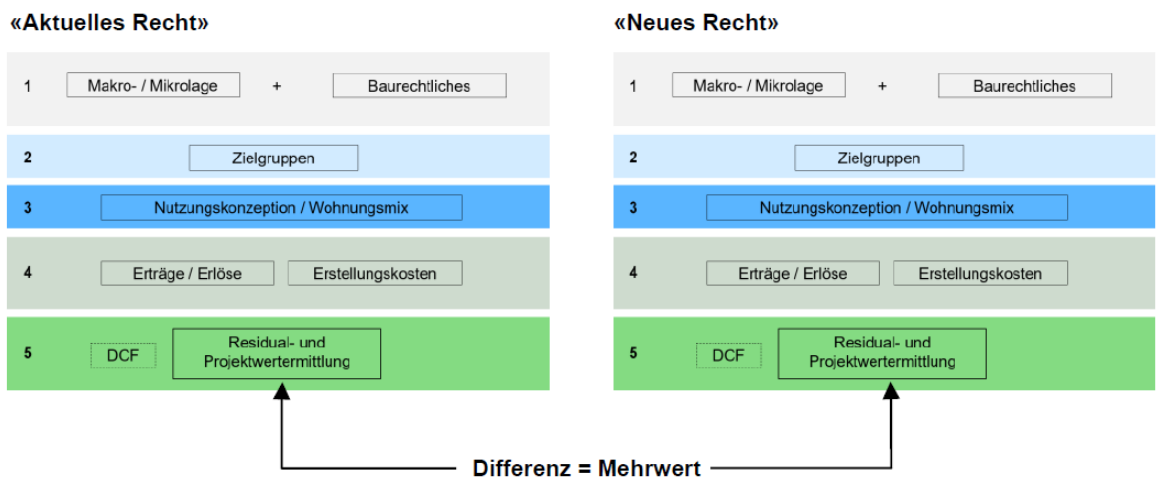 «Aktuelles Recht»
1 Makro- / Mikrolage + Baurechtliches
2 Zielgruppen
3 Nutzungskonzeption / Wohnungsmix
4 Erträge / Erlöse Erstellungskosten
5 DCF Residual- und
Projektwertermittlung
«Neues Recht»
1 Makro- / Mikrolage + Baurechtliches
2 Zielgruppen
3 Nutzungskonzeption / Wohnungsmix
4 Erträge / Erlöse Erstellungskosten
5 DCF Residual- und
Projektwertermittlung
Differenz = Mehrwert